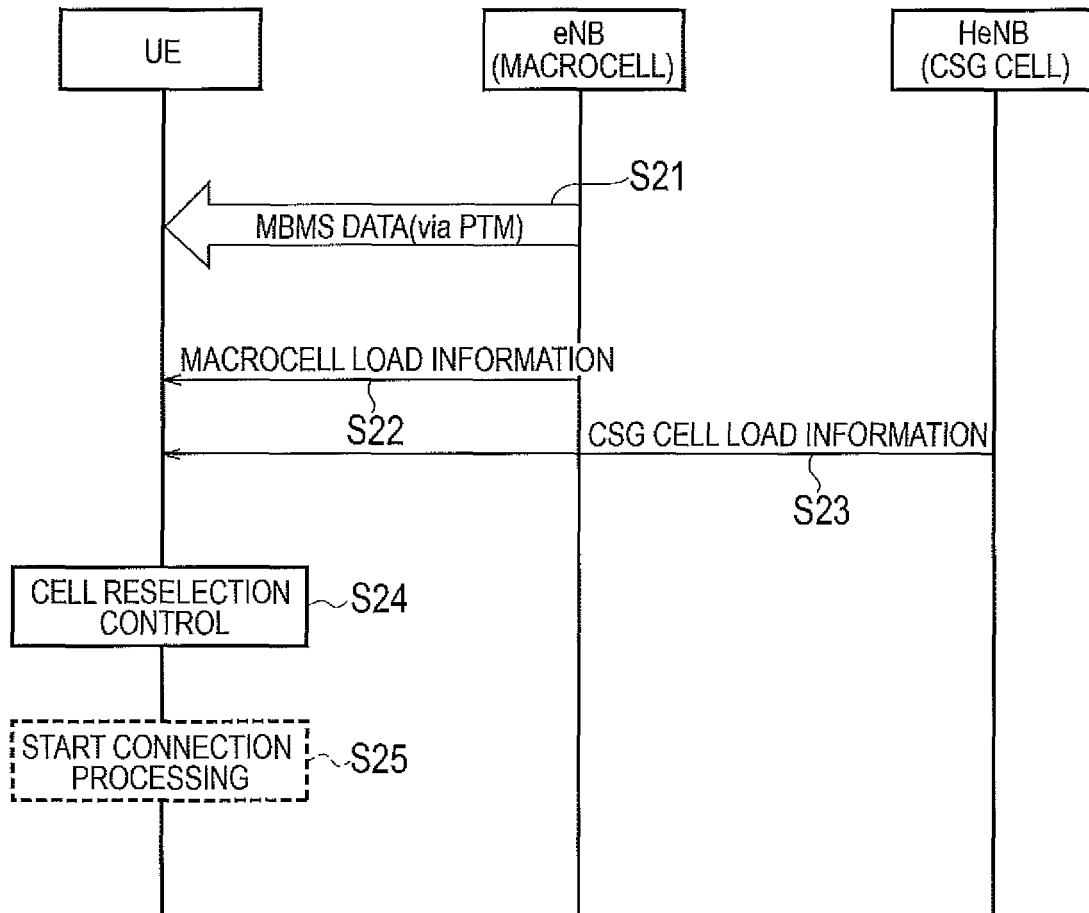 UE
eNB
(MACROCELL)
HeNB
(CSG CELL)
S21
MBMS DATA(via PTM)
MACROCELL LOAD INFORMATION
S22
CSG CELL LOAD INFORMATION
S23
CELL RESELECTION
CONTROL
S24
START CONNECTION
PROCESSING
S25